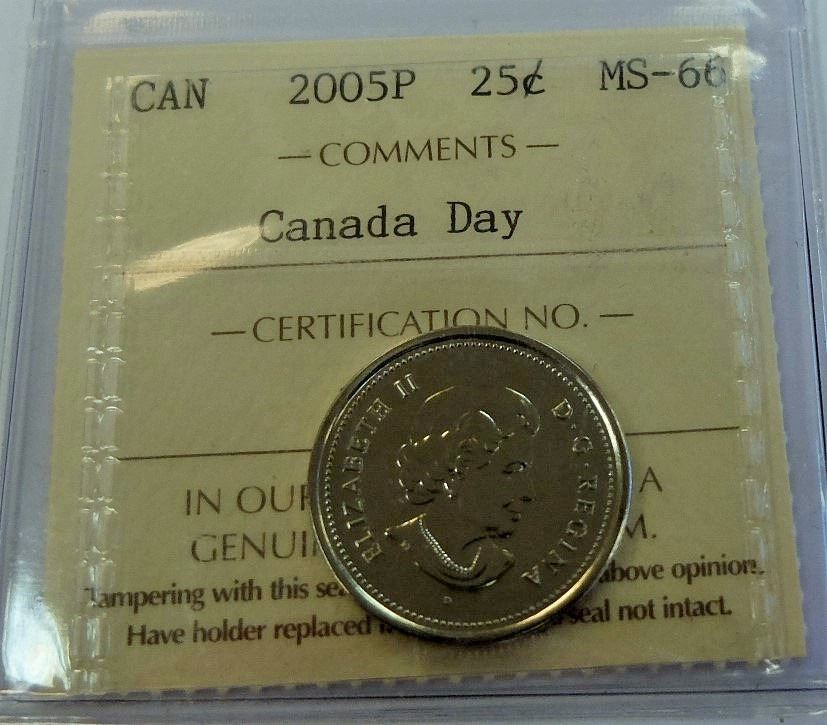 CAN 2005P 25¢ MS-66
— COMMENTS —
Canada Day
— CERTIFICATION NO. —
ELIZABETH II D·G·REGINA
P
IN OUR A
GENUI M.
Tampering with this sea above opinion.
Have holder replaced seal not intact.